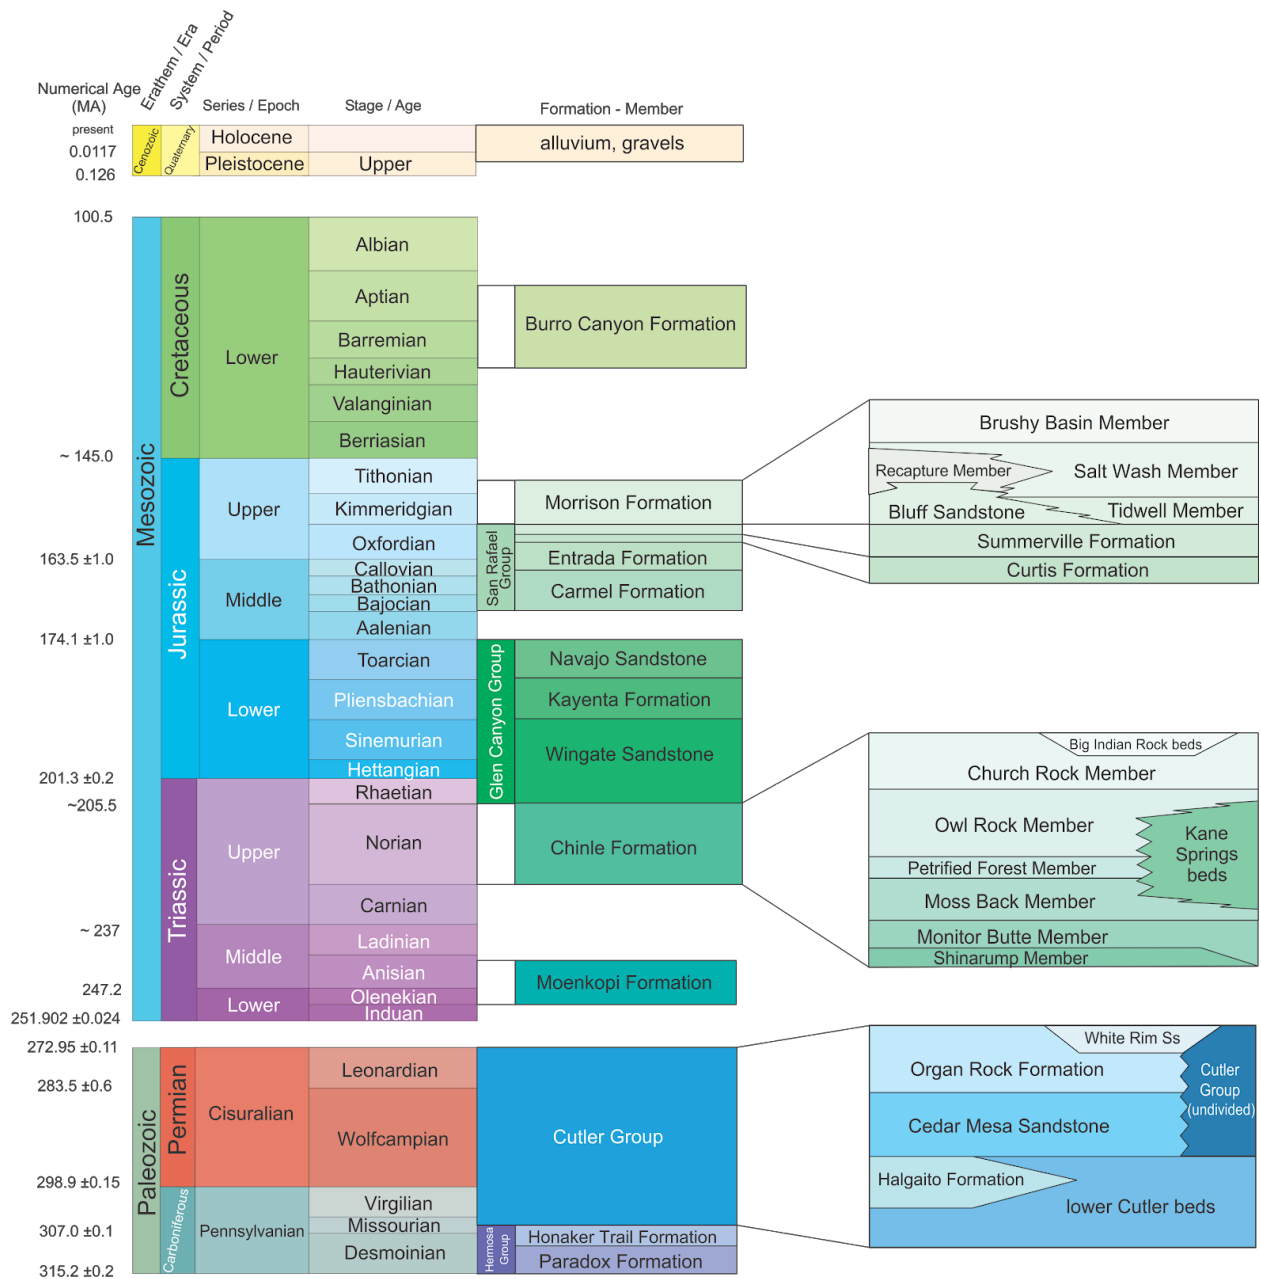 Numerical Age
(MA)
Erathem / Era
System / Period
Series / Epoch
Stage / Age
Formation - Member
present
0.0117
0.126
Cenozoic
Quaternary
Holocene
Pleistocene
Upper
alluvium, gravels
100.5
~ 145.0
163.5 ±1.0
174.1 ±1.0
201.3 ±0.2
~205.5
~ 237
247.2
251.902 ±0.024
Mesozoic
Cretaceous
Lower
Albian
Aptian
Barremian
Hauterivian
Valanginian
Berriasian
Burro Canyon Formation
Jurassic
Upper
Tithonian
Kimmeridgian
Oxfordian
Middle
Callovian
Bathonian
Bajocian
Aalenian
Lower
Toarcian
Pliensbachian
Sinemurian
Hettangian
Morrison Formation
San Rafael
Group
Entrada Formation
Carmel Formation
Glen Canyon Group
Navajo Sandstone
Kayenta Formation
Wingate Sandstone
Brushy Basin Member
Recapture Member
Salt Wash Member
Bluff Sandstone
Tidwell Member
Summerville Formation
Curtis Formation
Triassic
Upper
Rhaetian
Norian
Carnian
Middle
Ladinian
Anisian
Lower
Olenekian
Induan
Chinle Formation
Moenkopi Formation
Big Indian Rock beds
Church Rock Member
Owl Rock Member
Kane
Springs
beds
Petrified Forest Member
Moss Back Member
Monitor Butte Member
Shinarump Member
272.95 ±0.11
283.5 ±0.6
298.9 ±0.15
307.0 ±0.1
315.2 ±0.2
Paleozoic
Permian
Cisuralian
Leonardian
Wolfcampian
Carboniferous
Pennsylvanian
Virgilian
Missourian
Desmoinian
Cutler Group
Hermosa
Group
Honaker Trail Formation
Paradox Formation
White Rim Ss
Organ Rock Formation
Cutler
Group
(undivided)
Cedar Mesa Sandstone
Halgaito Formation
lower Cutler beds